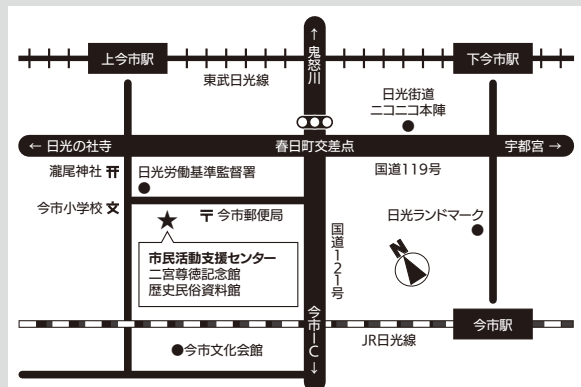 ↑鬼怒川
上今市駅
下今市駅
東武日光線
日光街道
ニコニコ本陣
← 日光の社寺
春日町交差点
宇都宮 →
瀧尾神社
日光労働基準監督署
国道119号
今市小学校 文
〒 今市郵便局
日光ランドマーク
国道121号
市民活動支援センター
二宮尊徳記念館
歴史民俗資料館
N
今市IC↓
今市駅
JR日光線
今市文化会館